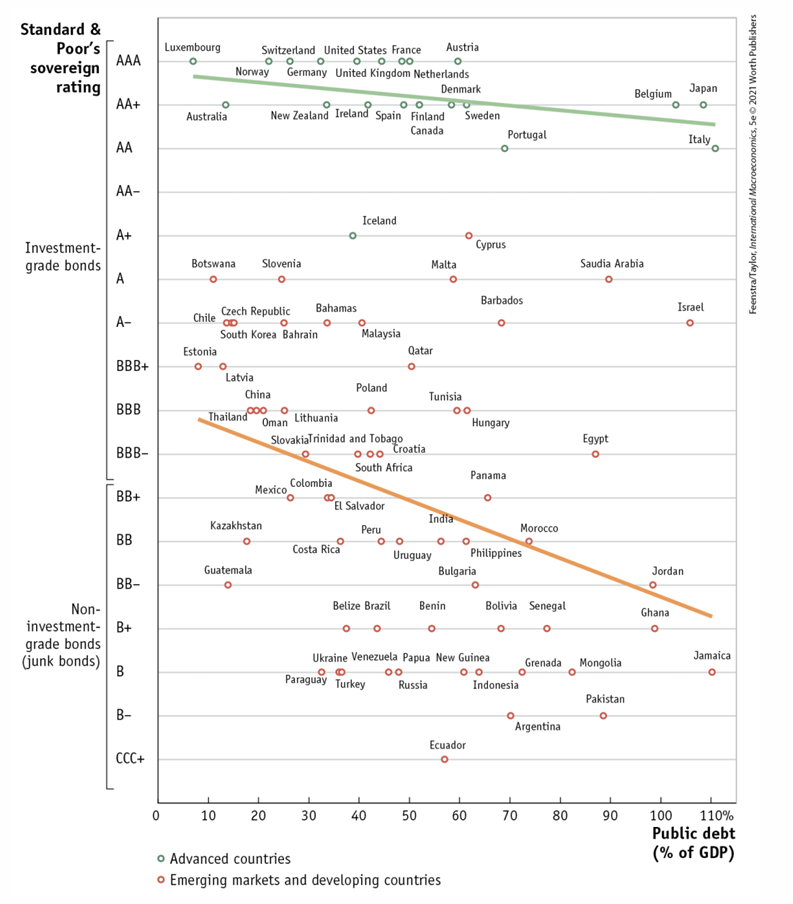 Standard &
Poor's
sovereign
rating
AAA
Luxembourg
Switzerland
United States
France
Austria
Norway
Germany
United Kingdom
Netherlands
AA+
Denmark
Belgium
Japan
Australia
New Zealand
Ireland
Spain
Finland
Sweden
Canada
AA
Portugal
Italy
AA–
A+
Iceland
Cyprus
Investment-
grade bonds
A
Botswana
Slovenia
Malta
Saudia Arabia
A–
Chile
Czech Republic
Bahamas
Barbados
Israel
South Korea
Bahrain
Malaysia
BBB+
Estonia
Qatar
Latvia
BBB
China
Poland
Tunisia
Thailand
Oman
Lithuania
Hungary
BBB–
Slovakia
Trinidad and Tobago
Croatia
Egypt
South Africa
BB+
Mexico
Colombia
Panama
El Salvador
BB
Kazakhstan
India
Morocco
Peru
Costa Rica
Uruguay
Philippines
BB–
Guatemala
Bulgaria
Jordan
Non-
investment-
grade bonds
(junk bonds)
B+
Belize
Brazil
Benin
Bolivia
Senegal
Ghana
B
Ukraine
Venezuela
Papua New Guinea
Grenada
Mongolia
Jamaica
Paraguay
Turkey
Russia
Indonesia
B–
Pakistan
Argentina
CCC+
Ecuador
0 10 20 30 40 50 60 70 80 90 100 110%
Public debt
(% of GDP)
Advanced countries
Emerging markets and developing countries
Feenstra/Taylor, International Macroeconomics, 5e © 2021 Worth Publishers